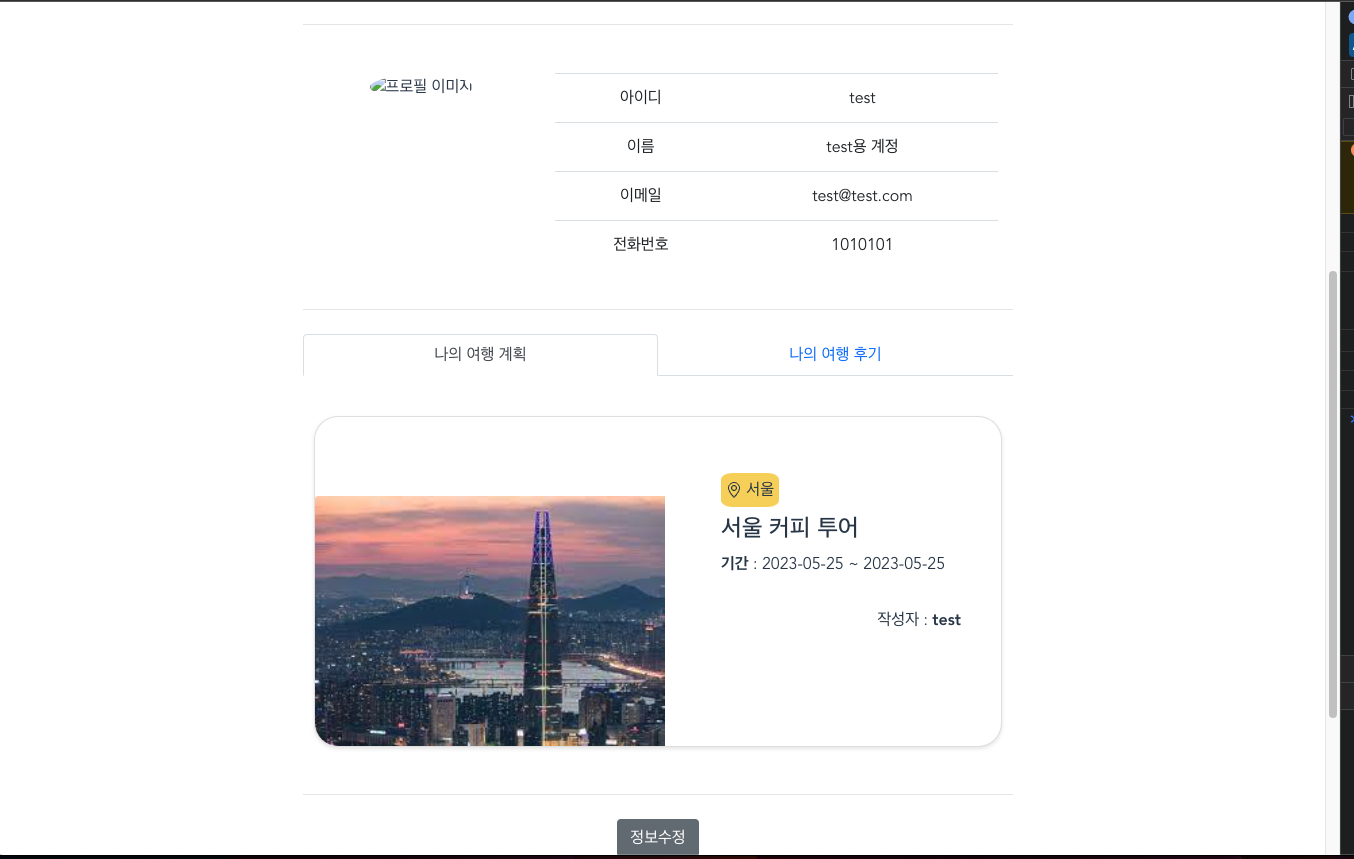 프로필 이미지
아이디 test
이름 test용 계정
이메일 test@test.com
전화번호 1010101
나의 여행 계획 나의 여행 후기
서울
서울 커피 투어
기간 : 2023-05-25 ~ 2023-05-25
작성자 : test
정보수정